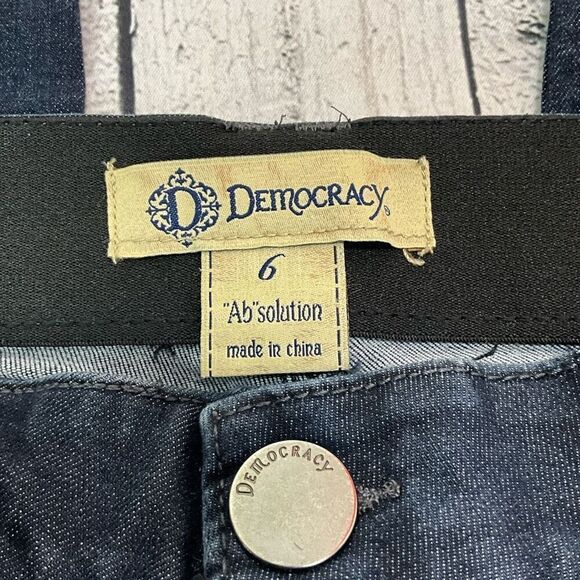 D DEMOCRACY
6
"Ab"solution
made in china
DEMOCRACY